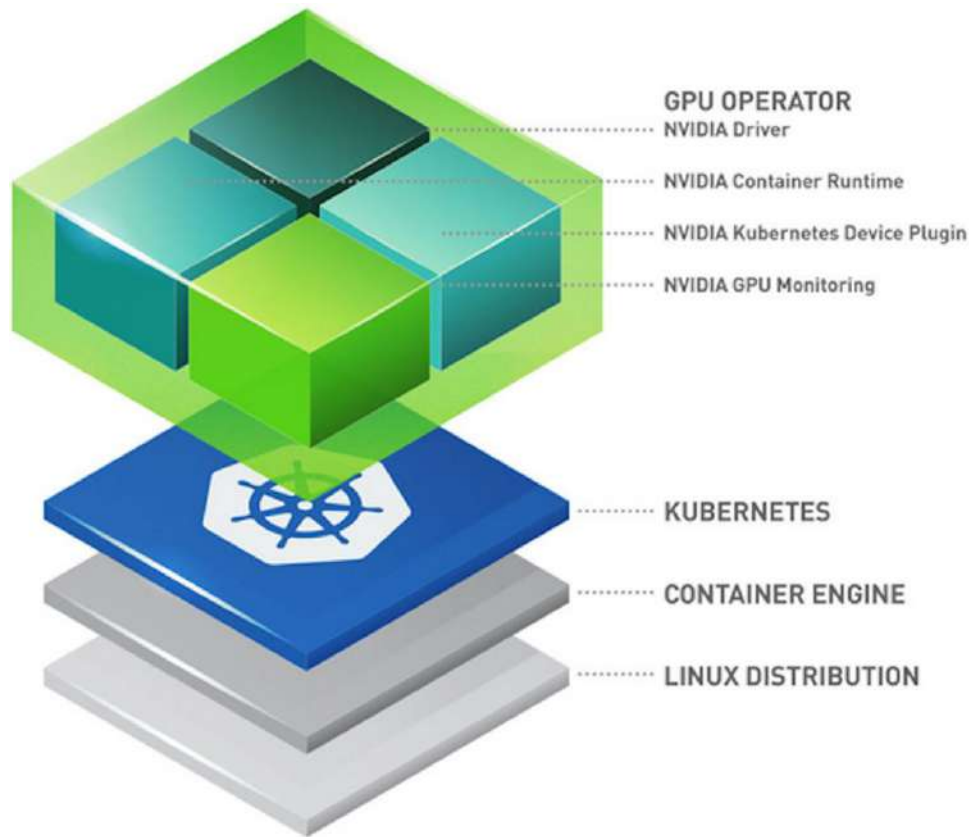 GPU OPERATOR
NVIDIA Driver
NVIDIA Container Runtime
NVIDIA Kubernetes Device Plugin
NVIDIA GPU Monitoring
KUBERNETES
CONTAINER ENGINE
LINUX DISTRIBUTION